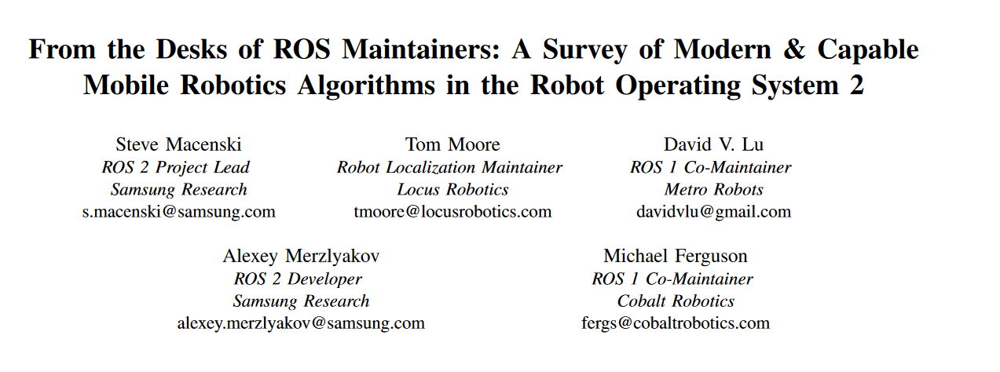 From the Desks of ROS Maintainers: A Survey of Modern & Capable
Mobile Robotics Algorithms in the Robot Operating System 2
Steve Macenski
ROS 2 Project Lead
Samsung Research
s.macenski@samsung.com
Tom Moore
Robot Localization Maintainer
Locus Robotics
tmoore@locusrobotics.com
David V. Lu
ROS 1 Co-Maintainer
Metro Robots
davidvlu@gmail.com
Alexey Merzlyakov
ROS 2 Developer
Samsung Research
alexey.merzlyakov@samsung.com
Michael Ferguson
ROS 1 Co-Maintainer
Cobalt Robotics
fergs@cobaltrobotics.com